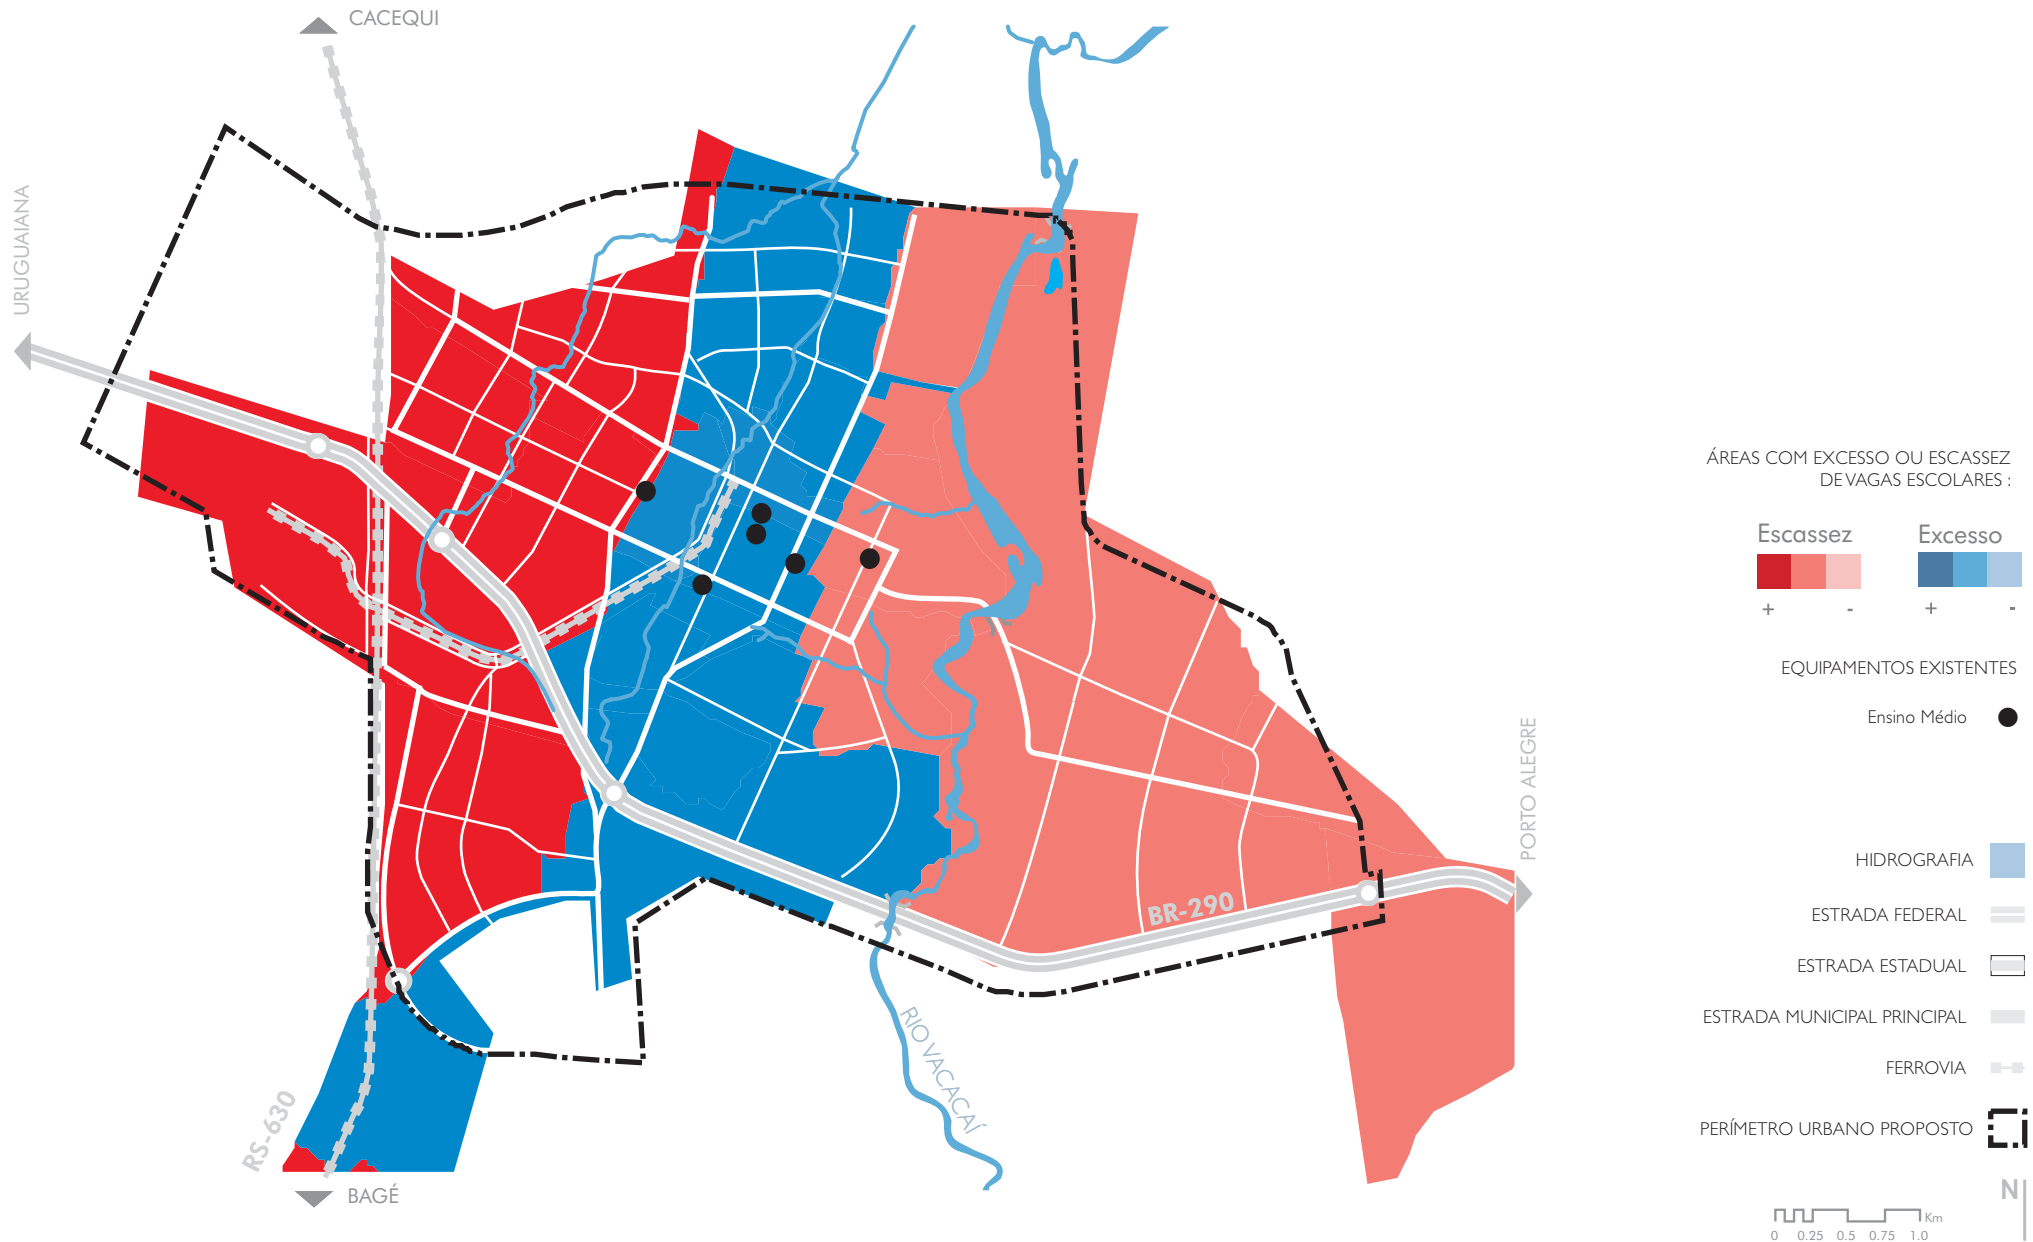 CACEQUI
URUGUAIANA
ÁREAS COM EXCESSO OU ESCASSEZ
DE VAGAS ESCOLARES :
Escassez
Excesso
+ -
+ -
EQUIPAMENTOS EXISTENTES
Ensino Médio
PORTO ALEGRE
HIDROGRAFIA
BR-290
ESTRADA FEDERAL
ESTRADA ESTADUAL
ESTRADA MUNICIPAL PRINCIPAL
RIO VACACAÍ
FERROVIA
RS-630
PERÍMETRO URBANO PROPOSTO
BAGÉ
N
Km
0 0.25 0.5 0.75 1.0